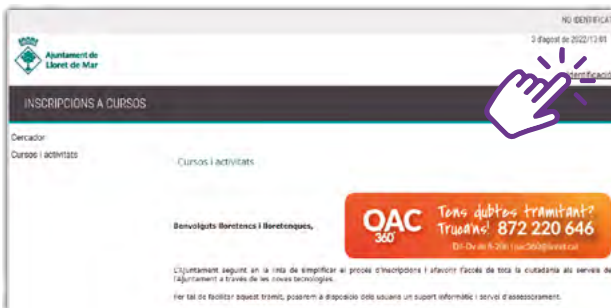 NO IDENTIFICAT
3 d'agost de 2022/13:01
Ajuntament de
Lloret de Mar
Identificació
INSCRIPCIONS A CURSOS
Cercador
Cursos i activitats
Cursos i activitats
OAC
360º
Tens dubtes tramitant?
Truca'ns! 872 220 646
Benvolguts lloretencs i lloretenques,
L'Ajuntament seguint en la línia de simplificar el procés d'inscripcions i afavorir l'accés de tota la ciutadania als serveis de
l'Ajuntament a través de les noves tecnologies.
Per tal de facilitar aquest tràmit, posarem a disposició dels usuaris un suport informàtic i servei d'assessorament.